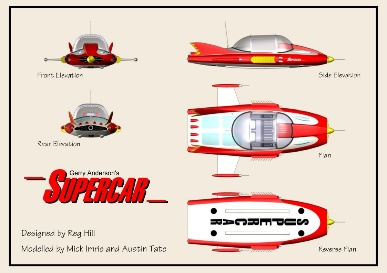 Front Elevation
Side Elevation
Rear Elevation
Plan
Gerry Anderson's
SUPERCAR
Designed by Reg Hill
Modelled by Mick Imrie and Austin Tate
SUPERCAR
Reverse Plan